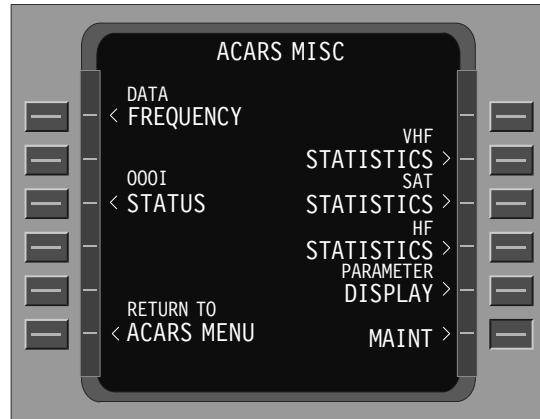 ACARS MISC
DATA
< FREQUENCY
VHF
STATISTICS >
OOOI
SAT
< STATUS
STATISTICS >
HF
STATISTICS >
PARAMETER
DISPLAY >
RETURN TO
< ACARS MENU
MAINT >